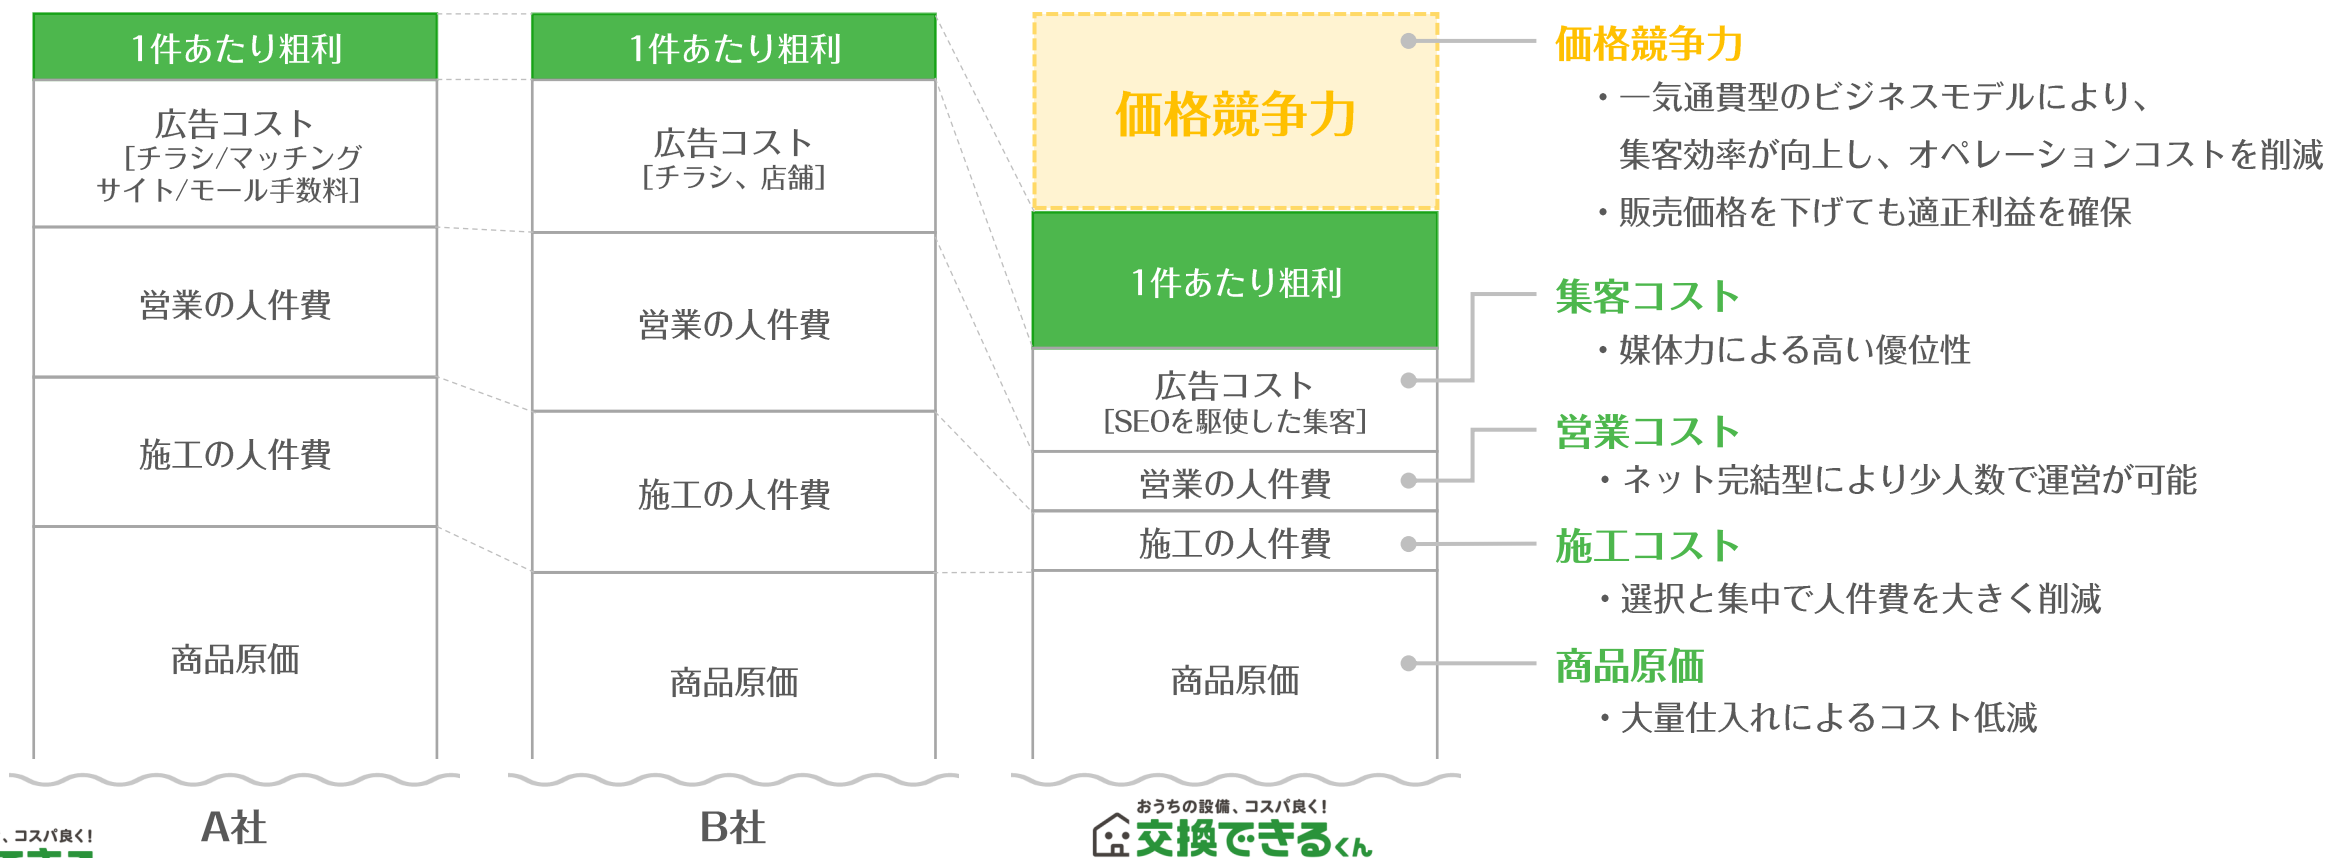 1件あたり粗利
広告コスト
[チラシ/マッチング
サイト/モール手数料]
営業の人件費
施工の人件費
商品原価
A社
1件あたり粗利
広告コスト
[チラシ、店舗]
営業の人件費
施工の人件費
商品原価
B社
価格競争力
1件あたり粗利
広告コスト
[SEOを駆使した集客]
営業の人件費
施工の人件費
商品原価
おうちの設備、コスパ良く!
交換できるくん
価格競争力
・一気通貫型のビジネスモデルにより、
集客効率が向上し、オペレーションコストを削減
・販売価格を下げても適正利益を確保
集客コスト
・媒体力による高い優位性
営業コスト
・ネット完結型により少人数で運営が可能
施工コスト
・選択と集中で人件費を大きく削減
商品原価
・大量仕入れによるコスト低減
、コスパ良く!